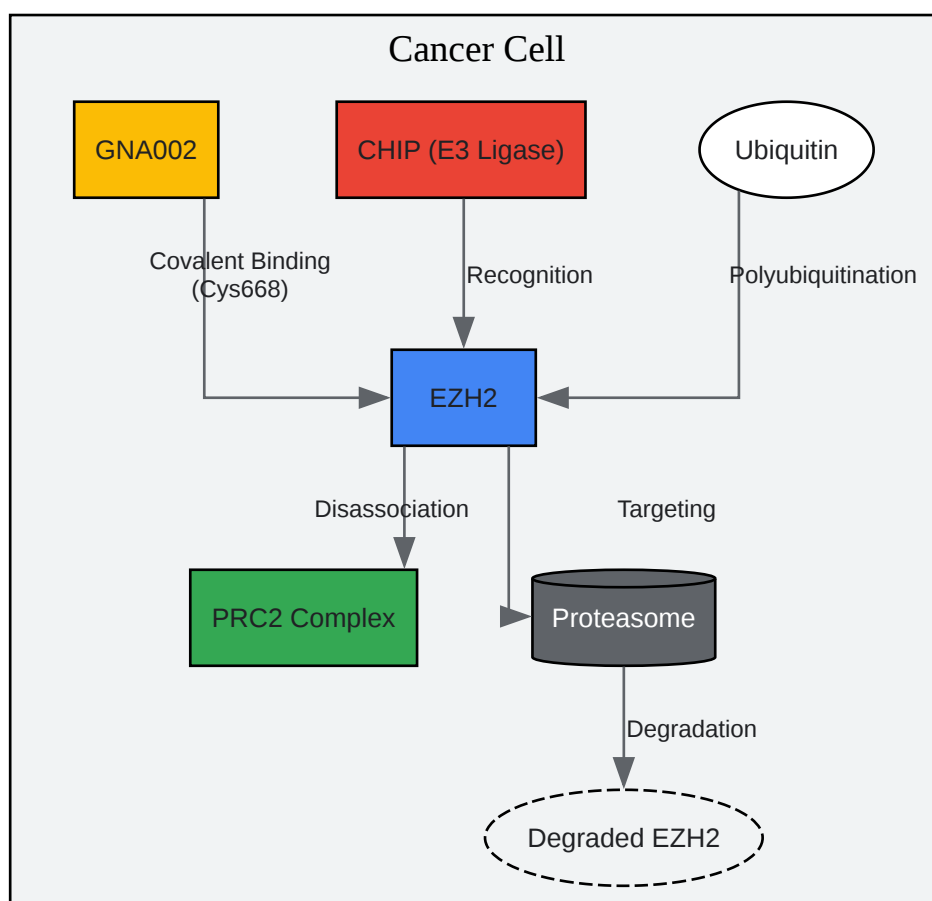 Cancer Cell
GNA002
CHIP (E3 Ligase)
Ubiquitin
Covalent Binding
(Cys668)
Recognition
Polyubiquitination
EZH2
Disassociation
Targeting
PRC2 Complex
Proteasome
Degradation
Degraded EZH2